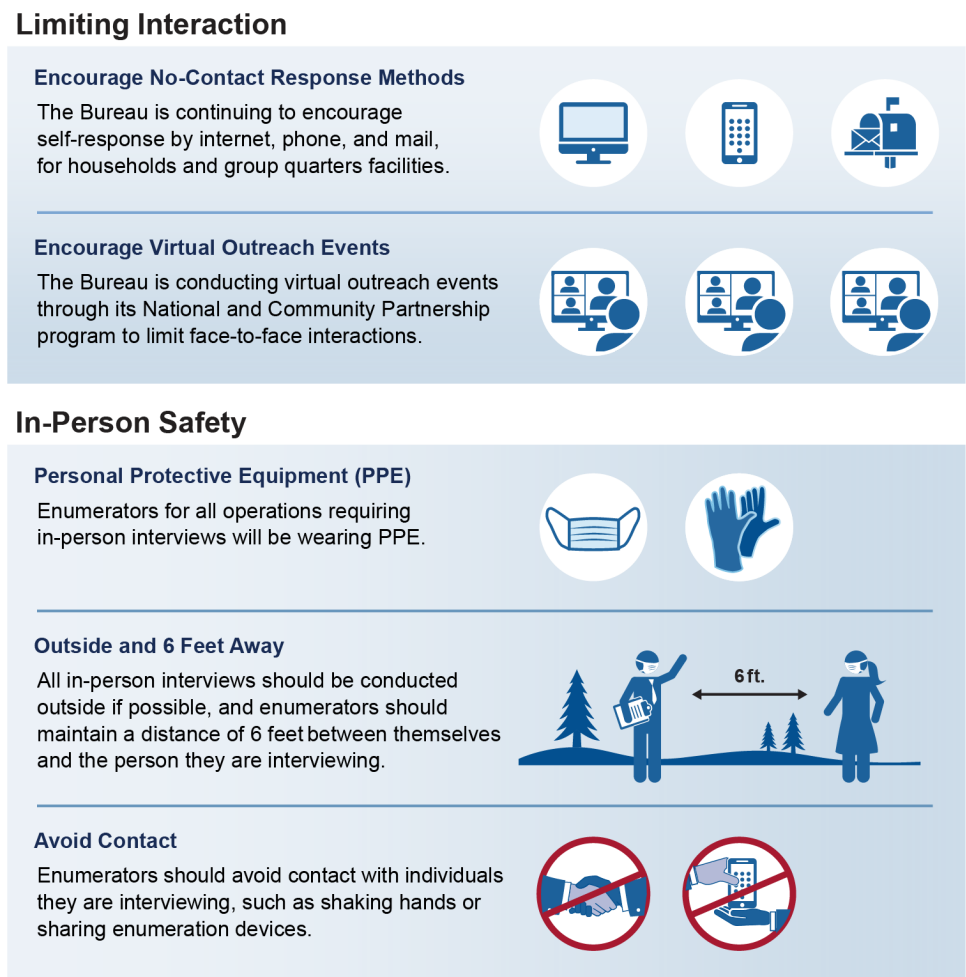 Limiting Interaction
Encourage No-Contact Response Methods
The Bureau is continuing to encourage
self-response by internet, phone, and mail,
for households and group quarters facilities.
Encourage Virtual Outreach Events
The Bureau is conducting virtual outreach events
through its National and Community Partnership
program to limit face-to-face interactions.
In-Person Safety
Personal Protective Equipment (PPE)
Enumerators for all operations requiring
in-person interviews will be wearing PPE.
Outside and 6 Feet Away
All in-person interviews should be conducted
outside if possible, and enumerators should
maintain a distance of 6 feet between themselves
and the person they are interviewing.
6 ft.
Avoid Contact
Enumerators should avoid contact with individuals
they are interviewing, such as shaking hands or
sharing enumeration devices.